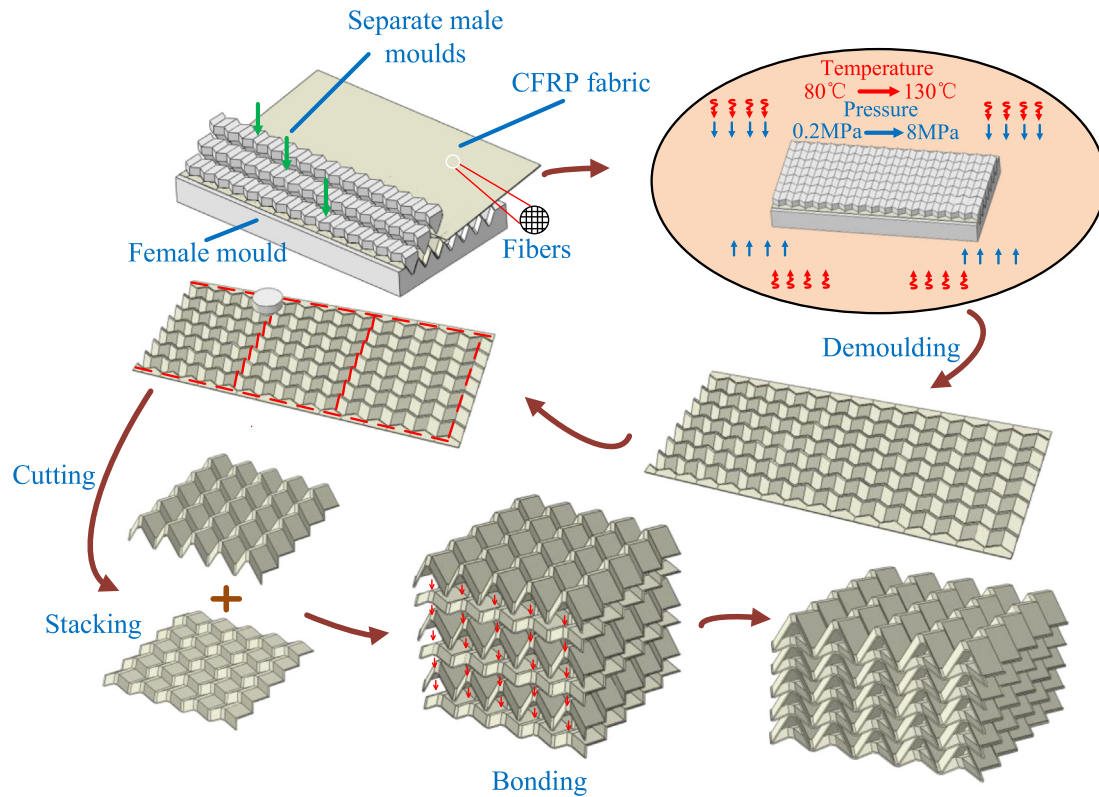 Separate male
moulds
CFRP fabric
Female mould
Fibers
Temperature
80℃ 130℃
Pressure
0.2MPa 8MPa
Demoulding
Cutting
Stacking
Bonding